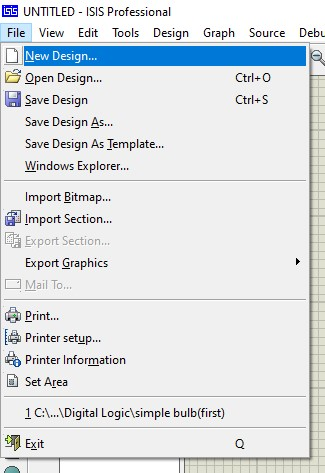 ISIS UNTITLED - ISIS Professional
File View Edit Tools Design Graph Source Debu
New Design...
Open Design... Ctrl+O
Save Design Ctrl+S
Save Design As...
Save Design As Template...
Windows Explorer...
Import Bitmap...
Import Section...
Export Section...
Export Graphics
Mail To...
Print...
Printer setup...
Printer Information
Set Area
1 C:\...\Digital Logic\simple bulb(first)
Exit Q